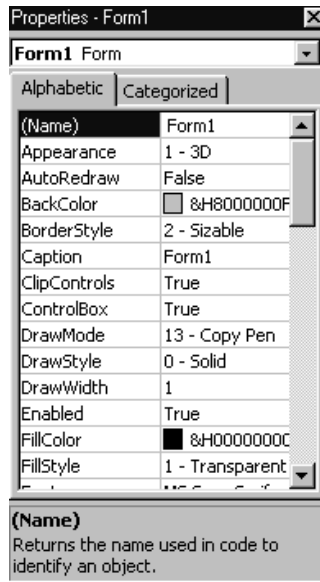 Properties - Form1
Form1 Form
Alphabetic Categorized
(Name) Form1
Appearance 1 - 3D
AutoRedraw False
BackColor &H8000000F
BorderStyle 2 - Sizable
Caption Form1
ClipControls True
ControlBox True
DrawMode 13 - Copy Pen
DrawStyle 0 - Solid
DrawWidth 1
Enabled True
FillColor &H0000000
FillStyle 1 - Transparent
(Name)
Returns the name used in code to
identify an object.